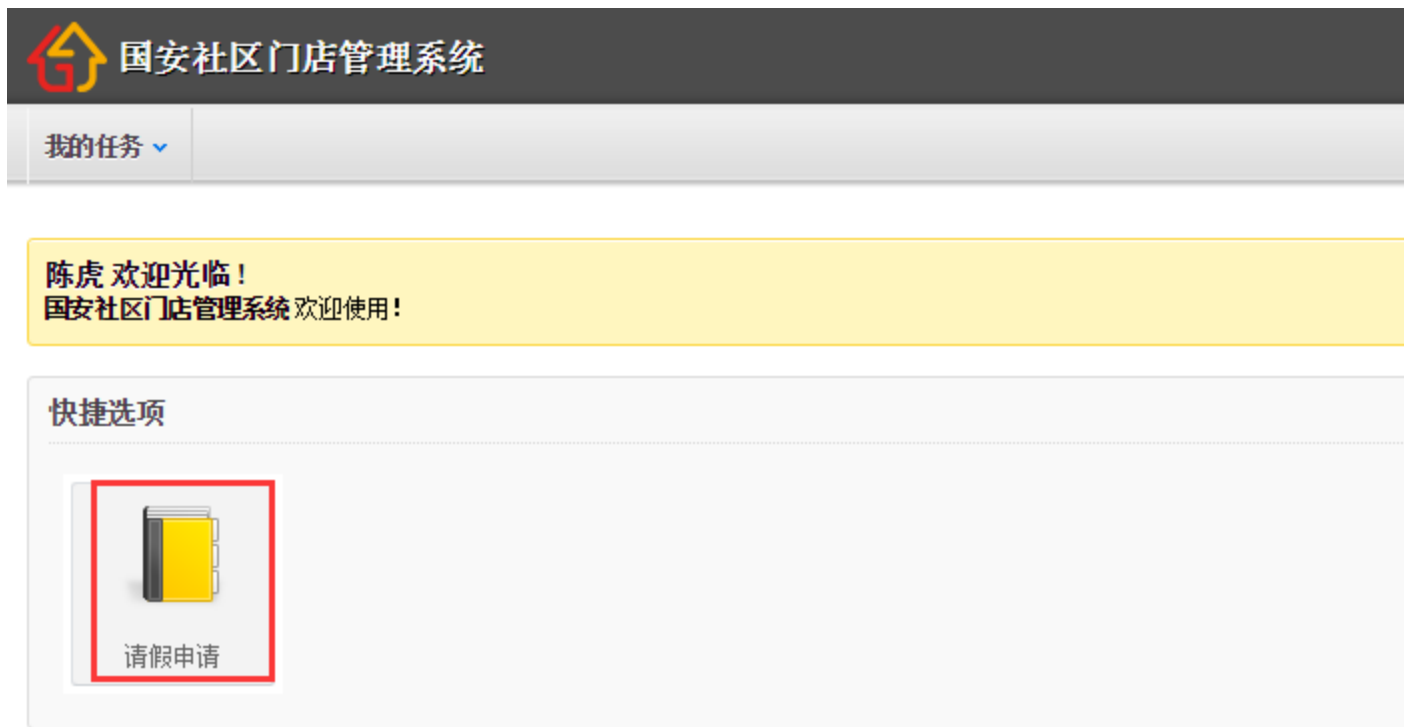 国安社区门店管理系统
我的任务
陈虎 欢迎光临！
国安社区门店管理系统 欢迎使用！
快捷选项
请假申请